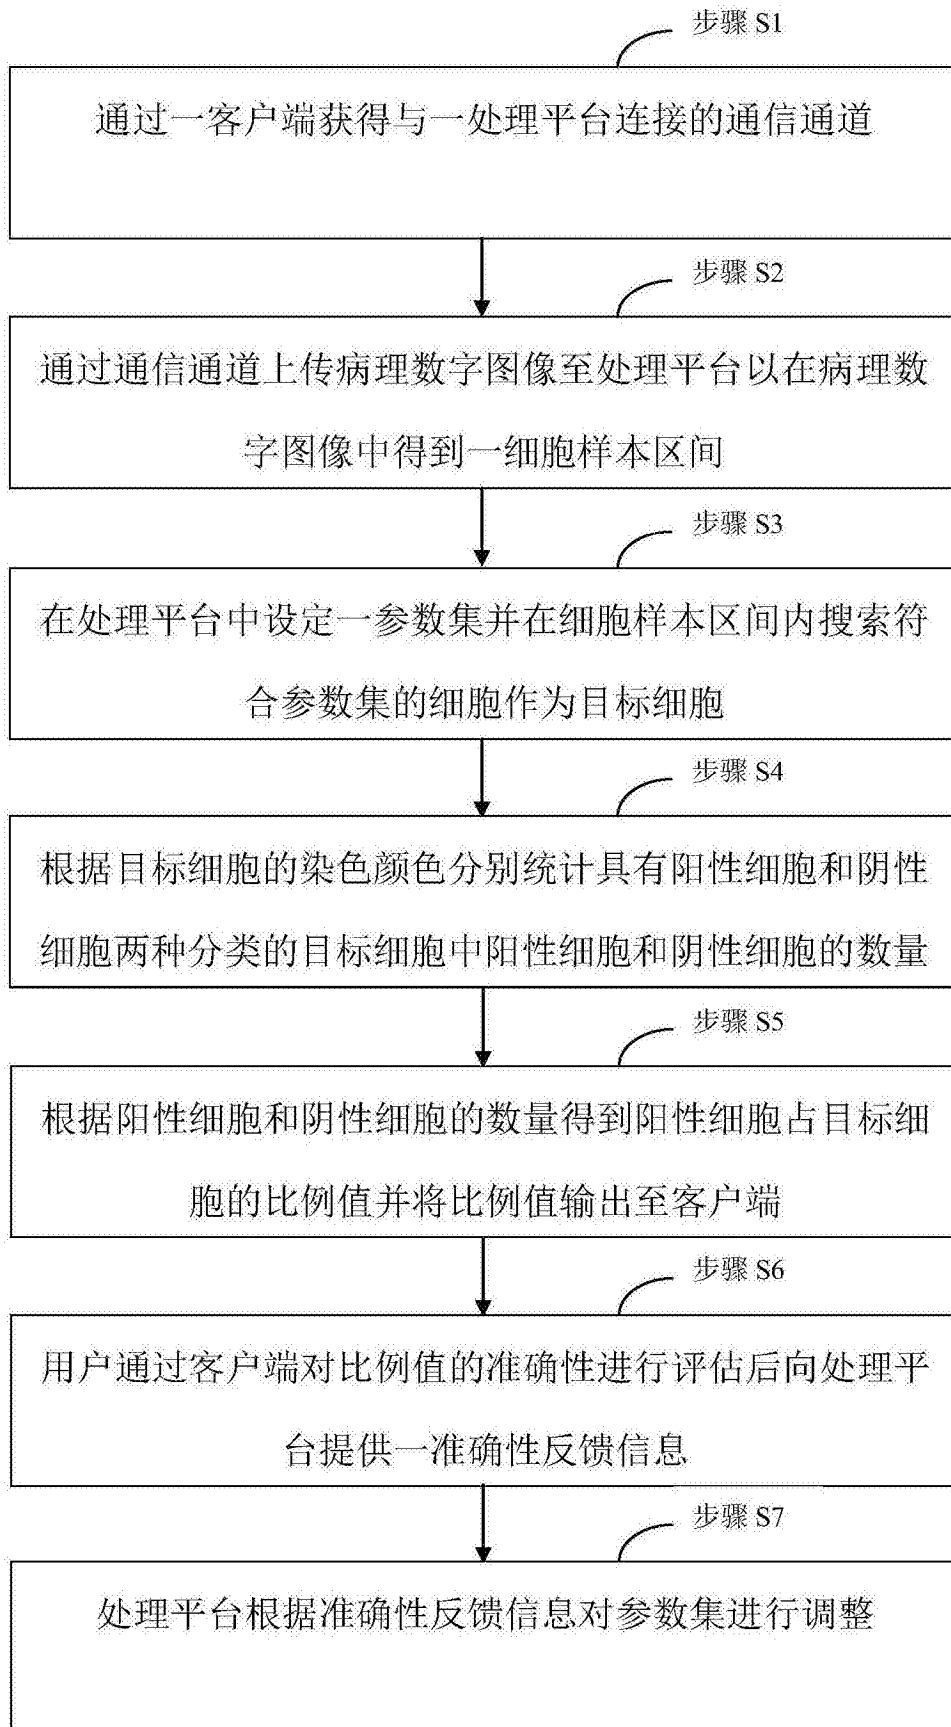 步骤 S1
通过一客户端获得与一处理平台连接的通信通道
步骤 S2
通过通信通道上传病理数字图像至处理平台以在病理数
字图像中得到一细胞样本区间
步骤 S3
在处理平台中设定一参数集并在细胞样本区间内搜索符
合参数集的细胞作为目标细胞
步骤 S4
根据目标细胞的染色颜色分别统计具有阳性细胞和阴性
细胞两种分类的目标细胞中阳性细胞和阴性细胞的数量
步骤 S5
根据阳性细胞和阴性细胞的数量得到阳性细胞占目标细
胞的比例值并将比例值输出至客户端
步骤 S6
用户通过客户端对比例值的准确性进行评估后向处理平
台提供一准确性反馈信息
步骤 S7
处理平台根据准确性反馈信息对参数集进行调整